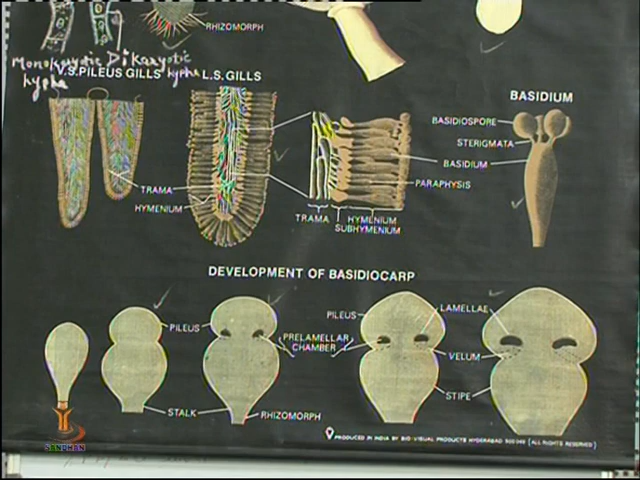 RHIZOMORPH
Monokaryotic Dikaryotic
hypha hypha
V.S.PILEUS GILLS L.S.GILLS
BASIDIUM
BASIDIOSPORE
STERIGMATA
BASIDIUM
PARAPHYSIS
TRAMA
HYMENIUM
TRAMA HYMENIUM
SUBHYMENIUM
DEVELOPMENT OF BASIDIOCARP
PILEUS
PRELAMELLAR
CHAMBER
STALK
RHIZOMORPH
PILEUS
LAMELLAE
VELUM
STIPE
PRODUCED IN INDIA BY BIO-VISUAL PRODUCTS HYDERABAD (ALL RIGHTS RESERVED)
SANDHAN